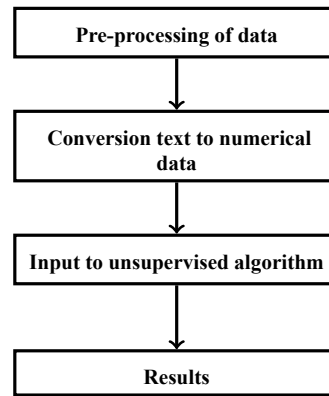 Pre-processing of data
Conversion text to numerical
data
Input to unsupervised algorithm
Results